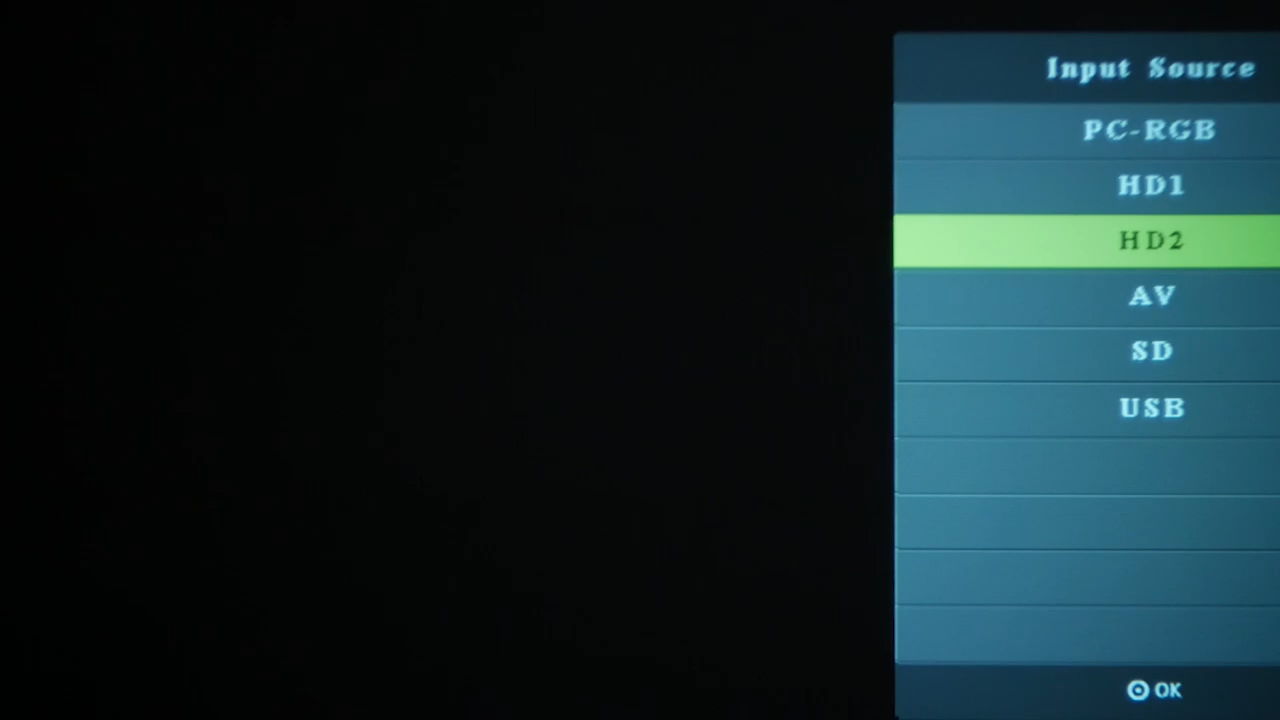 Input Source
PC-RGB
HD1
HD2
AV
SD
USB
OK